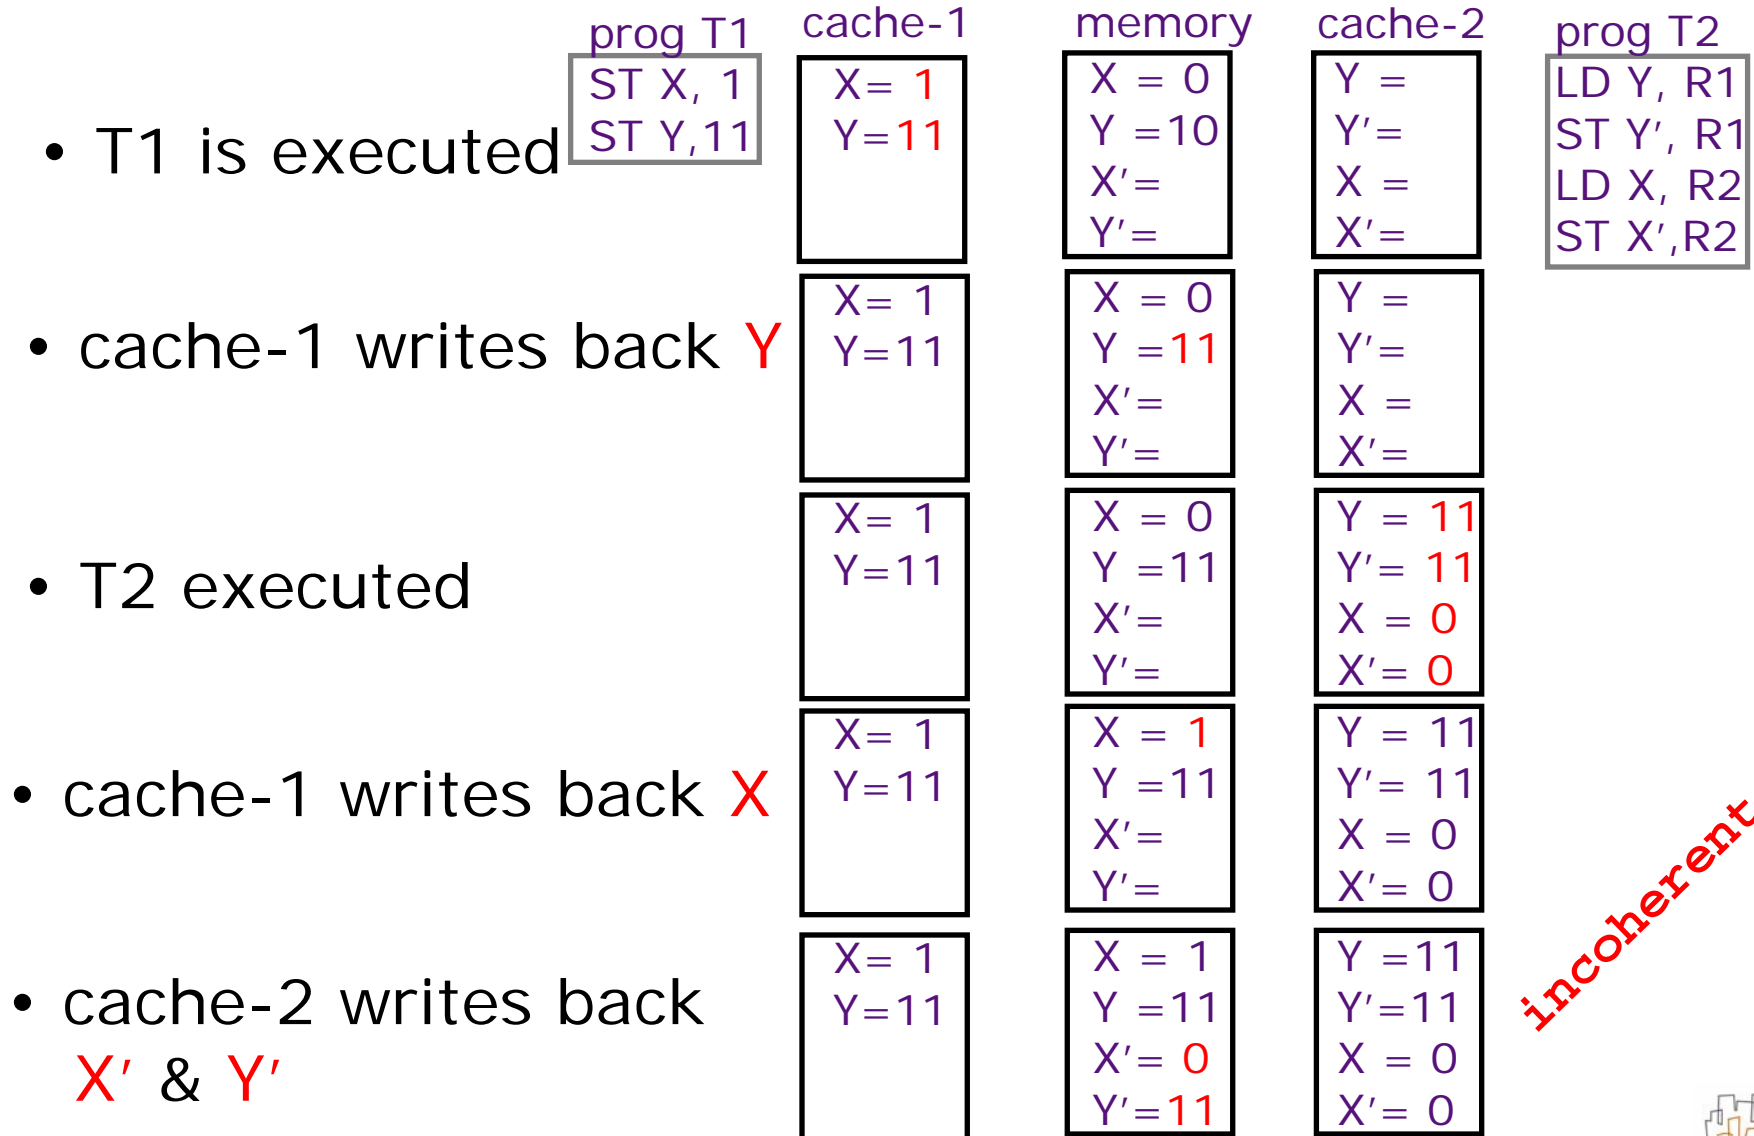 prog T1 cache-1 memory cache-2 prog T2
ST X, 1
ST Y,11
X= 1
Y=11
X = 0
Y =10
X'=
Y'=
Y =
Y'=
X =
X'=
LD Y, R1
ST Y', R1
LD X, R2
ST X',R2
• T1 is executed
• cache-1 writes back Y
X= 1
Y=11
X = 0
Y =11
X'=
Y'=
Y =
Y'=
X =
X'=
• T2 executed
X= 1
Y=11
X = 0
Y =11
X'=
Y'=
Y = 11
Y'= 11
X = 0
X'= 0
• cache-1 writes back X
X= 1
Y=11
X = 1
Y =11
X'=
Y'=
Y = 11
Y'= 11
X = 0
X'= 0
• cache-2 writes back
X' & Y'
X= 1
Y=11
X = 1
Y =11
X'= 0
Y'=11
Y =11
Y'=11
X = 0
X'= 0
incoherent